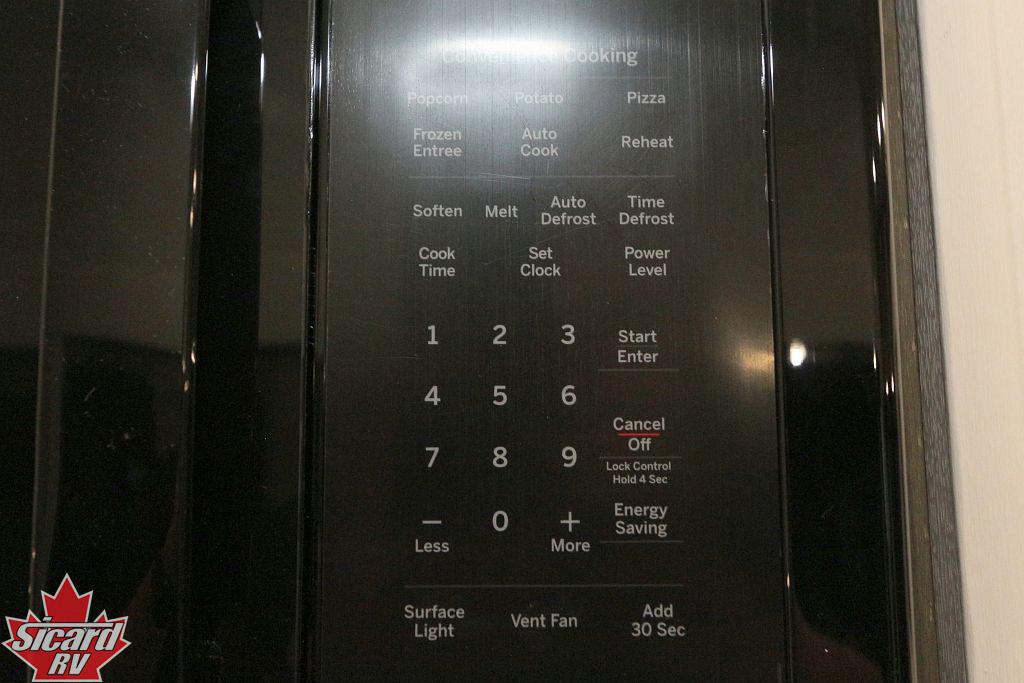 Convenience Cooking
Popcorn Potato Pizza
Frozen Entree
Auto Cook
Reheat
Soften
Melt
Auto Defrost
Time Defrost
Cook Time
Set Clock
Power Level
1 2 3
Start
Enter
4 5 6
Cancel
Off
7 8 9
Lock Control
Hold 4 Sec
Energy
Saving
− 0 +
Less More
Surface
Light
Vent Fan
Add
30 Sec
Sicard
RV